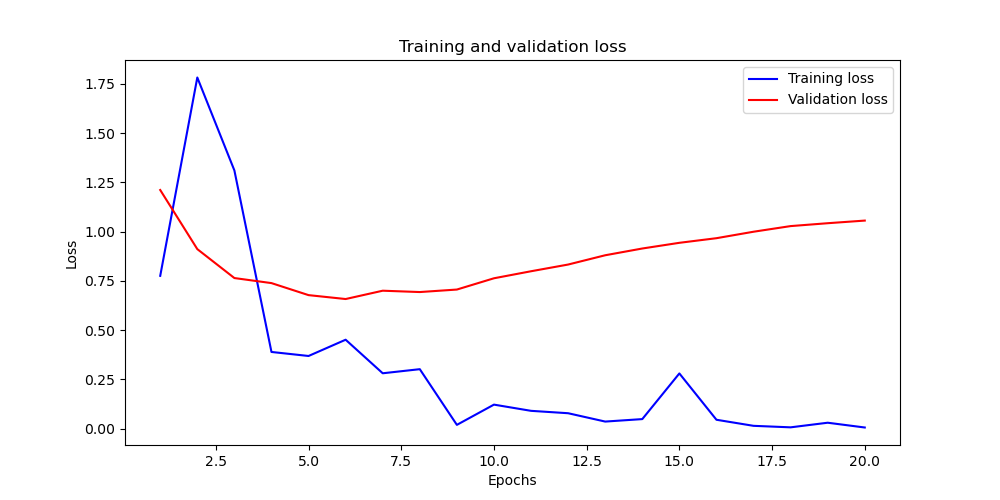 Training and validation loss
Training loss
Validation loss
1.75
1.50
1.25
1.00
0.75
0.50
0.25
0.00
Loss
2.5 5.0 7.5 10.0 12.5 15.0 17.5 20.0
Epochs